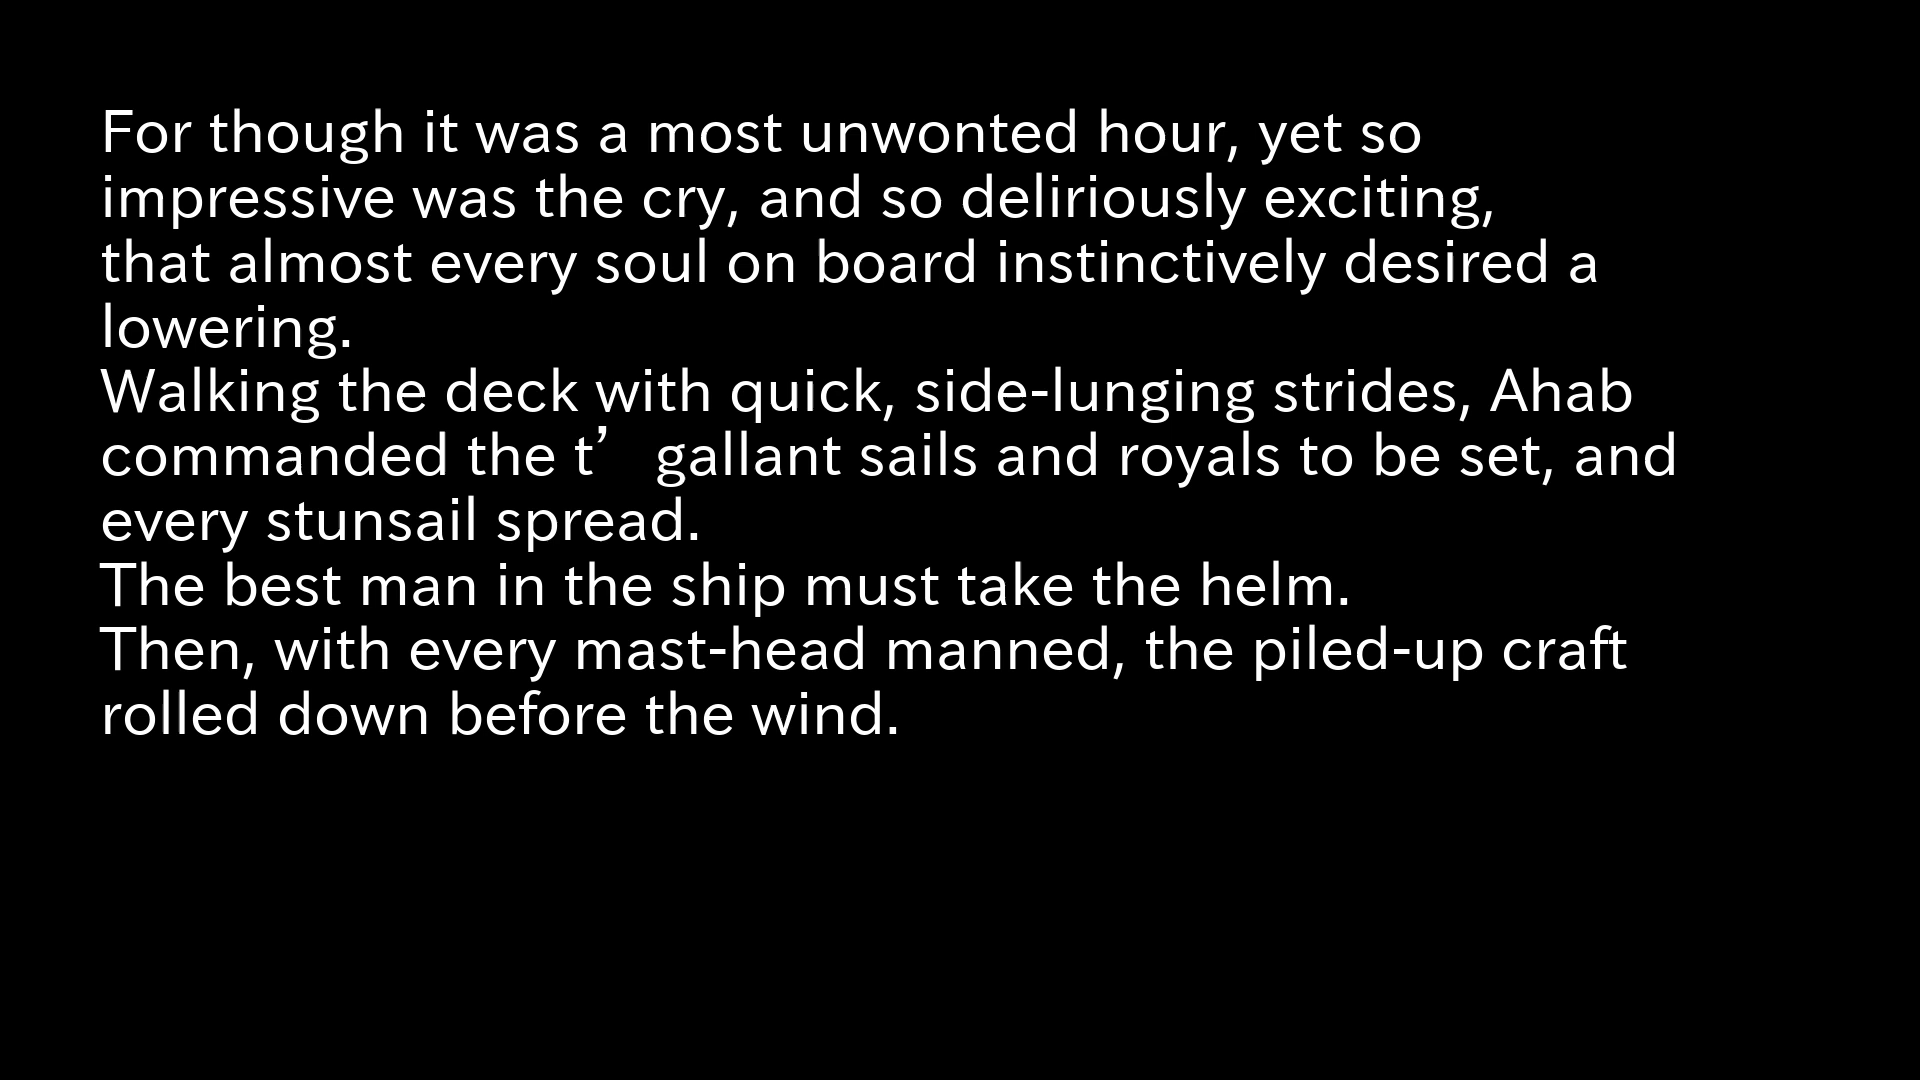 For though it was a most unwonted hour, yet so
impressive was the cry, and so deliriously exciting,
that almost every soul on board instinctively desired a
lowering.
Walking the deck with quick, side-lunging strides, Ahab
commanded the t’gallant sails and royals to be set, and
every stunsail spread.
The best man in the ship must take the helm.
Then, with every mast-head manned, the piled-up craft
rolled down before the wind.